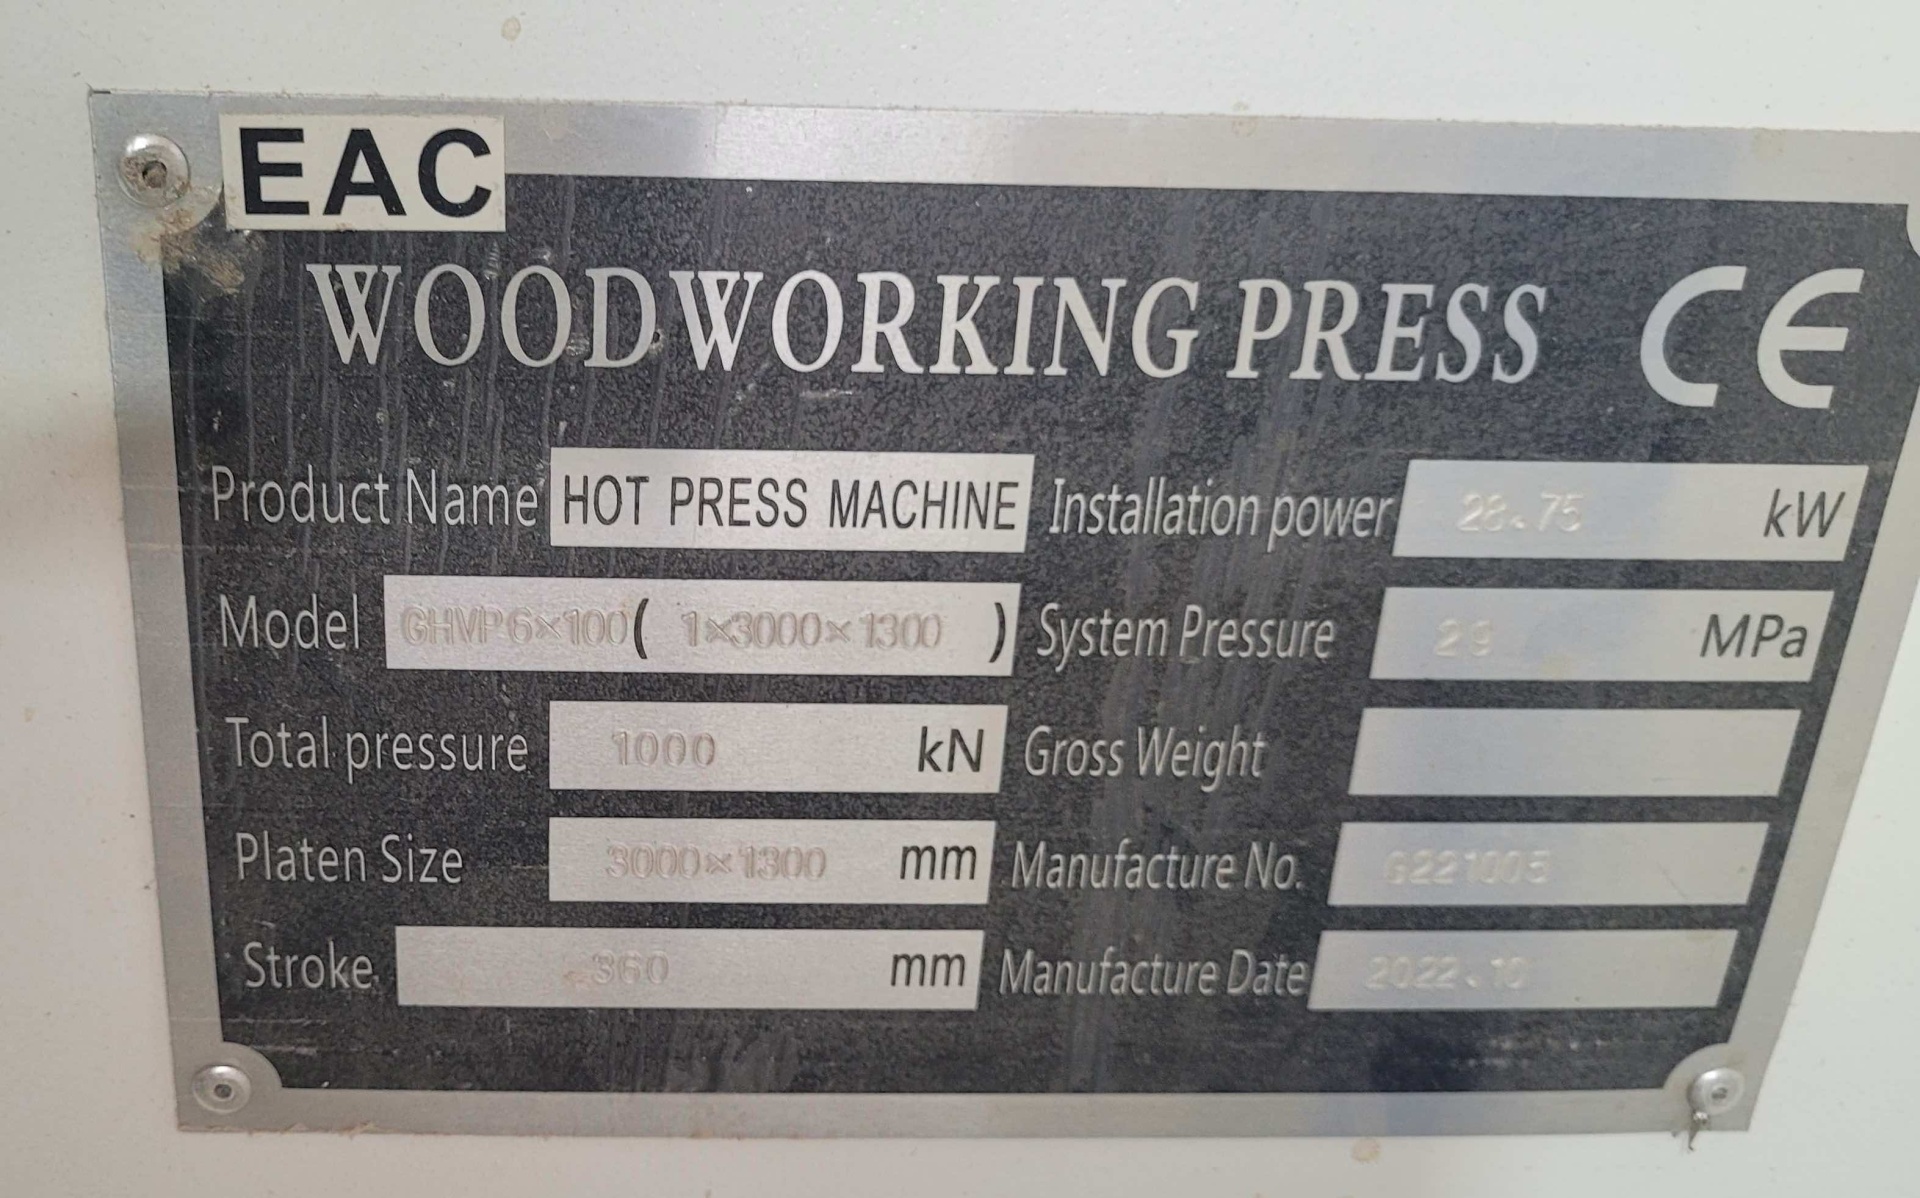 EAC
WOODWORKING PRESS CE
Product Name HOT PRESS MACHINE Installation power 28.75 kW
Model GHVP6×100( 1×3000×1300 ) System Pressure 29 MPa
Total pressure 1000 kN Gross Weight
Platen Size 3000×1300 mm Manufacture No. G221005
Stroke 360 mm Manufacture Date 2022.10